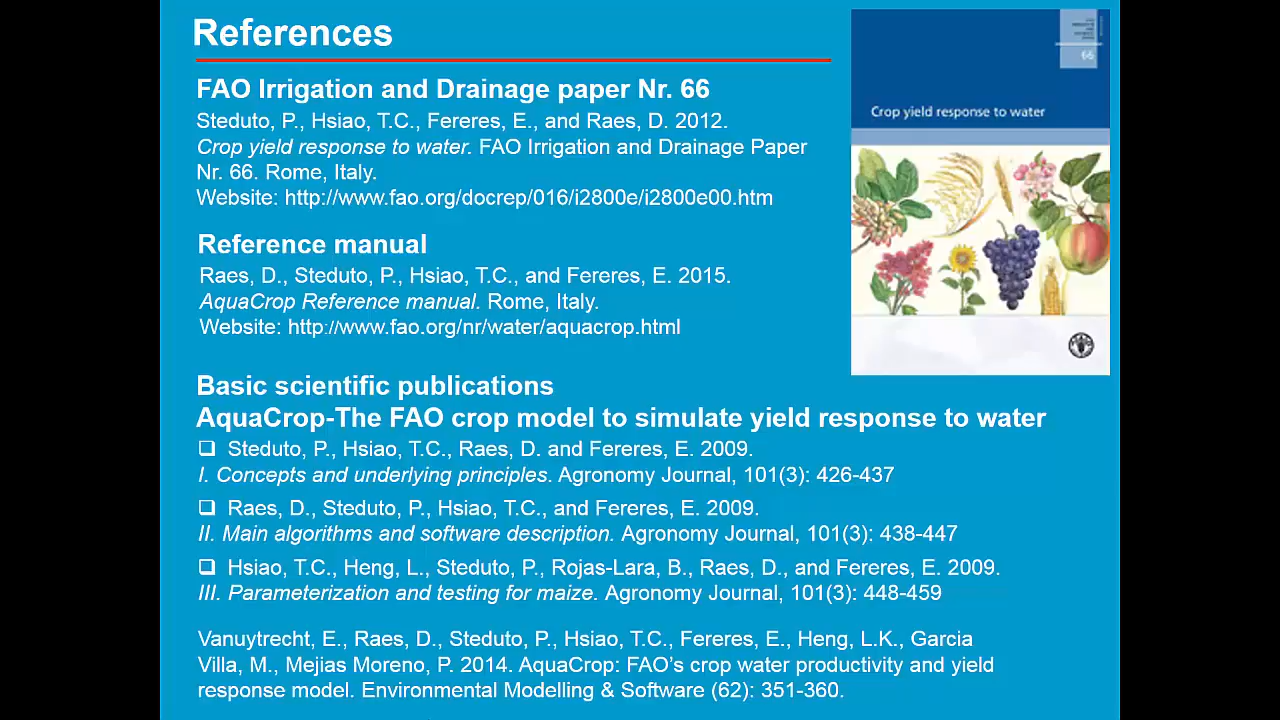 References
FAO Irrigation and Drainage paper Nr. 66
Steduto, P., Hsiao, T.C., Fereres, E., and Raes, D. 2012.
Crop yield response to water. FAO Irrigation and Drainage Paper
Nr. 66. Rome, Italy.
Website: http://www.fao.org/docrep/016/i2800e/i2800e00.htm
66
Crop yield response to water
Reference manual
Raes, D., Steduto, P., Hsiao, T.C., and Fereres, E. 2015.
AquaCrop Reference manual. Rome, Italy.
Website: http://www.fao.org/nr/water/aquacrop.html
Basic scientific publications
AquaCrop-The FAO crop model to simulate yield response to water
❑ Steduto, P., Hsiao, T.C., Raes, D. and Fereres, E. 2009.
I. Concepts and underlying principles. Agronomy Journal, 101(3): 426-437
❑ Raes, D., Steduto, P., Hsiao, T.C., and Fereres, E. 2009.
II. Main algorithms and software description. Agronomy Journal, 101(3): 438-447
❑ Hsiao, T.C., Heng, L., Steduto, P., Rojas-Lara, B., Raes, D., and Fereres, E. 2009.
III. Parameterization and testing for maize. Agronomy Journal, 101(3): 448-459
Vanuytrecht, E., Raes, D., Steduto, P., Hsiao, T.C., Fereres, E., Heng, L.K., Garcia
Villa, M., Mejias Moreno, P. 2014. AquaCrop: FAO’s crop water productivity and yield
response model. Environmental Modelling & Software (62): 351-360.